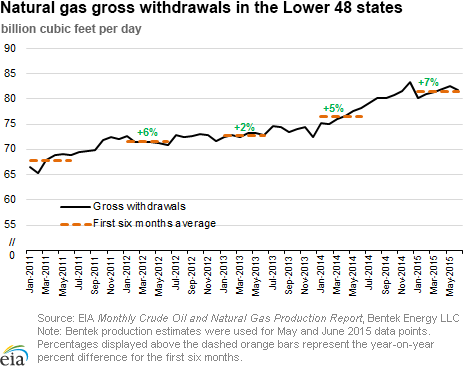 Natural gas gross withdrawals in the Lower 48 states
billion cubic feet per day
90
85
80
75
70
65
60
55
//
0
+6%
+2%
+5%
+7%
Gross withdrawals
First six months average
Jan-2011
Mar-2011
May-2011
Jul-2011
Sep-2011
Nov-2011
Jan-2012
Mar-2012
May-2012
Jul-2012
Sep-2012
Nov-2012
Jan-2013
Mar-2013
May-2013
Jul-2013
Sep-2013
Nov-2013
Jan-2014
Mar-2014
May-2014
Jul-2014
Sep-2014
Nov-2014
Jan-2015
Mar-2015
May-2015
Source: EIA Monthly Crude Oil and Natural Gas Production Report, Bentek Energy LLC
Note: Bentek production estimates were used for May and June 2015 data points.
Percentages displayed above the dashed orange bars represent the year-on-year
percent difference for the first six months.
eia